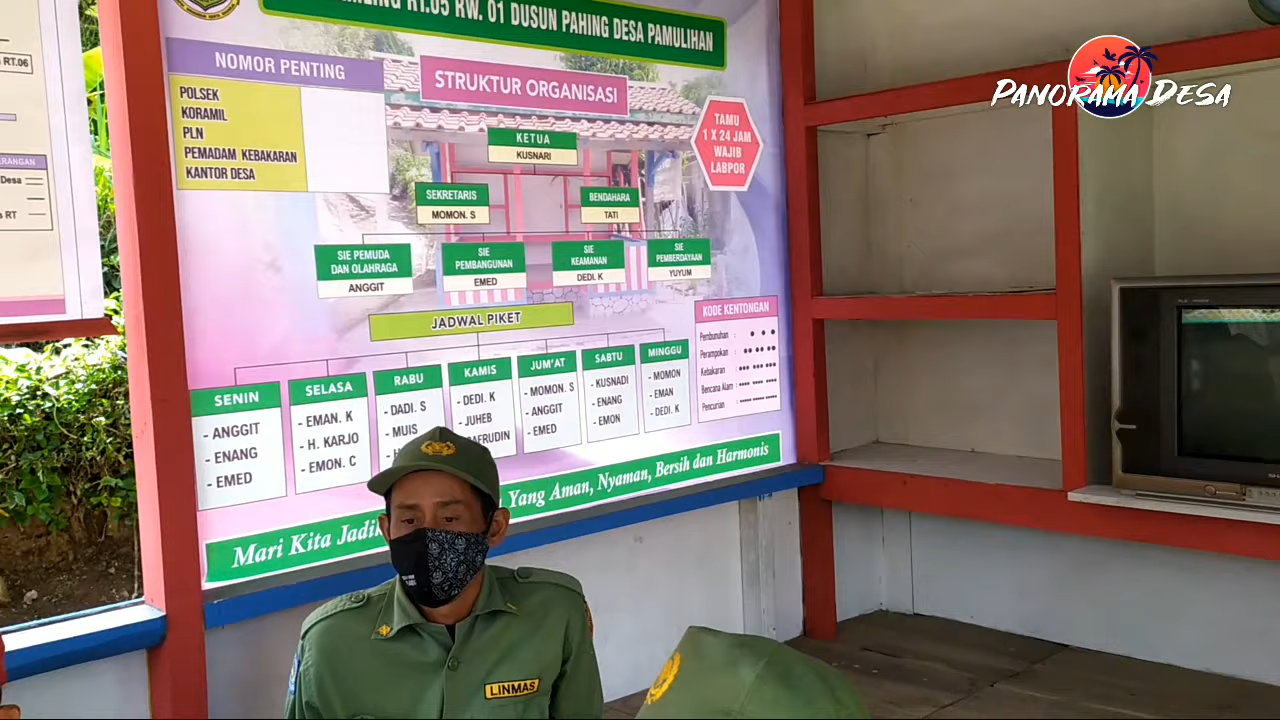 RT.05 RW. 01 DUSUN PAHING DESA PAMULIHAN
RT.06
NOMOR PENTING
POLSEK
KORAMIL
PLN
PEMADAM KEBAKARAN
KANTOR DESA
STRUKTUR ORGANISASI
KETUA
KUSNARI
SEKRETARIS
MOMON. S
BENDAHARA
TATI
SIE PEMUDA
DAN OLAHRAGA
ANGGIT
SIE
PEMBANGUNAN
EMED
SIE
KEAMANAN
DEDI. K
SIE
PEMBERDAYAAN
YUYUM
TAMU
1 X 24 JAM
WAJIB
LABPOR
JADWAL PIKET
SENIN
- ANGGIT
- ENANG
- EMED
SELASA
- EMAN. K
- H. KARJO
- EMON. C
RABU
- DADI. S
- MUIS
KAMIS
- DEDI. K
- JUHEB
JUM'AT
- MOMON. S
- ANGGIT
- EMED
SABTU
- KUSNADI
- ENANG
- EMON
MINGGU
- MOMON
- EMAN
- DEDI. K
KODE KENTONGAN
Pembunuhan :
Perampokan :
Kebakaran :
Bencana Alam :
Pencurian :
Mari Kita Jadik
Yang Aman, Nyaman, Bersih dan Harmonis
LINMAS
PANORAMA DESA